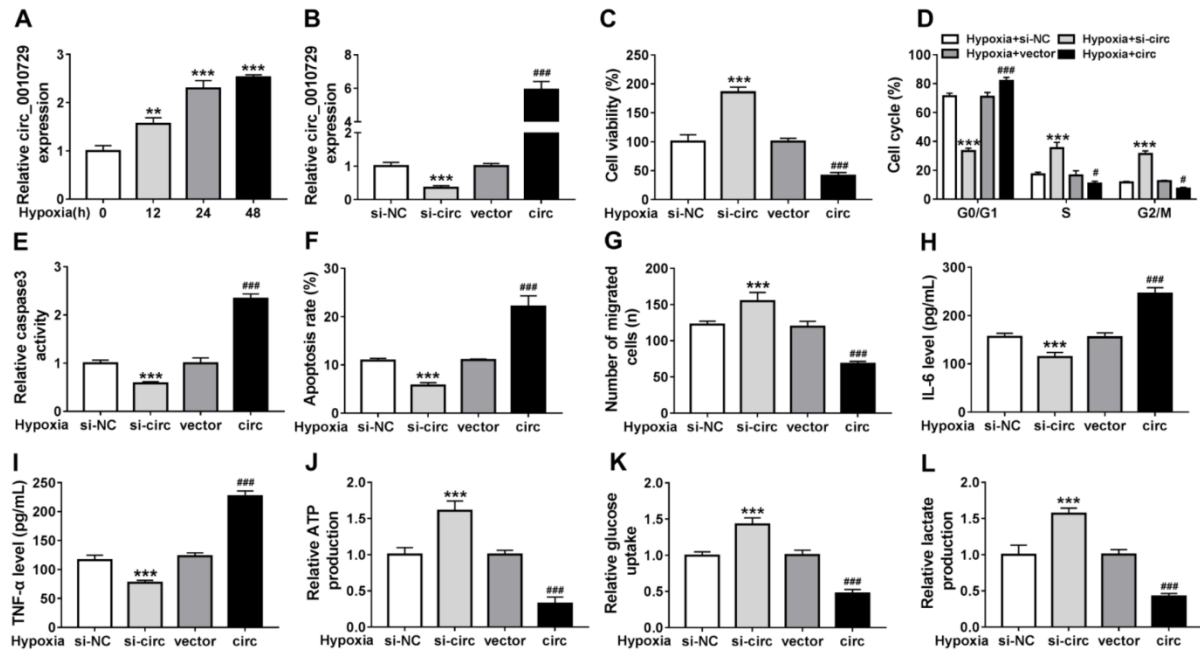 A
Relative circ_0010729
expression
3
2
1
0
**
***
***
Hypoxia(h)
0
12
24
48
B
Relative circ_0010729
expression
8
6
4
2
1
0
***
###
Hypoxia
si-NC
si-circ
vector
circ
C
Cell viability (%)
250
200
150
100
50
0
***
###
Hypoxia
si-NC
si-circ
vector
circ
D
Hypoxia+si-NC
Hypoxia+si-circ
Hypoxia+vector
Hypoxia+circ
Cell cycle (%)
100
80
60
40
20
0
***
###
***
#
***
#
G0/G1
S
G2/M
E
Relative caspase3
activity
3
2
1
0
***
###
Hypoxia
si-NC
si-circ
vector
circ
F
Apoptosis rate (%)
30
20
10
0
***
###
Hypoxia
si-NC
si-circ
vector
circ
G
Number of migrated
cells (n)
200
150
100
50
0
***
###
Hypoxia
si-NC
si-circ
vector
circ
H
IL-6 level (pg/mL)
300
200
100
0
***
###
Hypoxia
si-NC
si-circ
vector
circ
I
TNF-α level (pg/mL)
250
200
150
100
50
0
***
###
Hypoxia
si-NC
si-circ
vector
circ
J
Relative ATP
production
2.0
1.5
1.0
0.5
0.0
***
###
Hypoxia
si-NC
si-circ
vector
circ
K
Relative glucose
uptake
2.0
1.5
1.0
0.5
0.0
***
###
Hypoxia
si-NC
si-circ
vector
circ
L
Relative lactate
production
2.0
1.5
1.0
0.5
0.0
***
###
Hypoxia
si-NC
si-circ
vector
circ